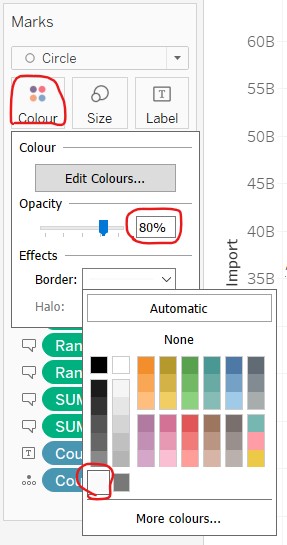 Marks
Circle
Colour
Size
Label
Colour
Edit Colours...
Opacity
80%
Effects
Border:
Halo:
Automatic
None
More colours...
Ran
Ran
SUM
SUM
Cou
Cou
60B
55B
50B
45B
40B
35B
Import